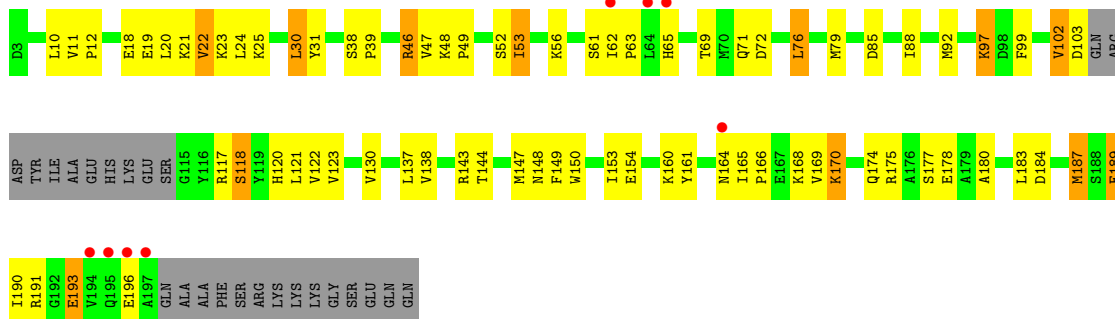 D3 L10 V11 P12 E18 E19 L20 K21 V22 K23 L24 K25 L30 Y31 S38 P39 R46 V47 K48 P49 S52 I53 K56 S61 I62 P63 L64 H65 T69 M70 Q71 D72 L76 M79 D85 I88 M92 K97 D98 F99 V102 D103 GLN ARG
ASP TYR ILE ALA GLU HIS LYS GLU SER G115 Y116 R117 S118 Y119 H120 L121 V122 V123 V130 L137 V138 R143 T144 M147 N148 F149 W150 I153 E154 K160 Y161 N164 I165 P166 E167 K168 V169 K170 Q174 R175 A176 S177 E178 A179 A180 L183 D184 M187 S188
I190 R191 G192 E193 V194 Q195 E196 A197 GLN ALA ALA PHE SER ARG LYS LYS LYS GLY SER GLU GLN GLN